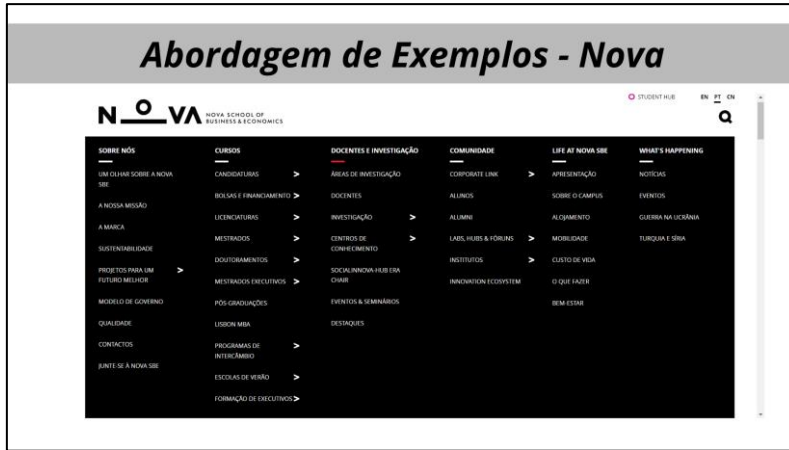 Abordagem de Exemplos - Nova
STUDENT HUB EN PT CN
NOVA NOVA SCHOOL OF
BUSINESS & ECONOMICS
SOBRE NÓS
UM OLHAR SOBRE A NOVA
SBE
A NOSSA MISSÃO
A MARCA
SUSTENTABILIDADE
PROJETOS PARA UM >
FUTURO MELHOR
MODELO DE GOVERNO
QUALIDADE
CONTACTOS
JUNTE-SE À NOVA SBE
CURSOS
CANDIDATURAS >
BOLSAS E FINANCIAMENTO >
LICENCIATURAS >
MESTRADOS >
DOUTORAMENTOS >
MESTRADOS EXECUTIVOS >
PÓS-GRADUAÇÕES
LISBON MBA
PROGRAMAS DE >
INTERCÂMBIO
ESCOLAS DE VERÃO >
FORMAÇÃO DE EXECUTIVOS >
DOCENTES E INVESTIGAÇÃO
ÁREAS DE INVESTIGAÇÃO
DOCENTES
INVESTIGAÇÃO >
CENTROS DE >
CONHECIMENTO
SOCIALINNOVA-HUB ERA
CHAIR
EVENTOS & SEMINÁRIOS
DESTAQUES
COMUNIDADE
CORPORATE LINK >
ALUNOS
ALUMNI
LABS, HUBS & FÓRUNS >
INSTITUTOS >
INNOVATION ECOSYSTEM
LIFE AT NOVA SBE
APRESENTAÇÃO
SOBRE O CAMPUS
ALOJAMENTO
MOBILIDADE
CUSTO DE VIDA
O QUE FAZER
BEM-ESTAR
WHAT'S HAPPENING
NOTÍCIAS
EVENTOS
GUERRA NA UCRÂNIA
TURQUIA E SÍRIA